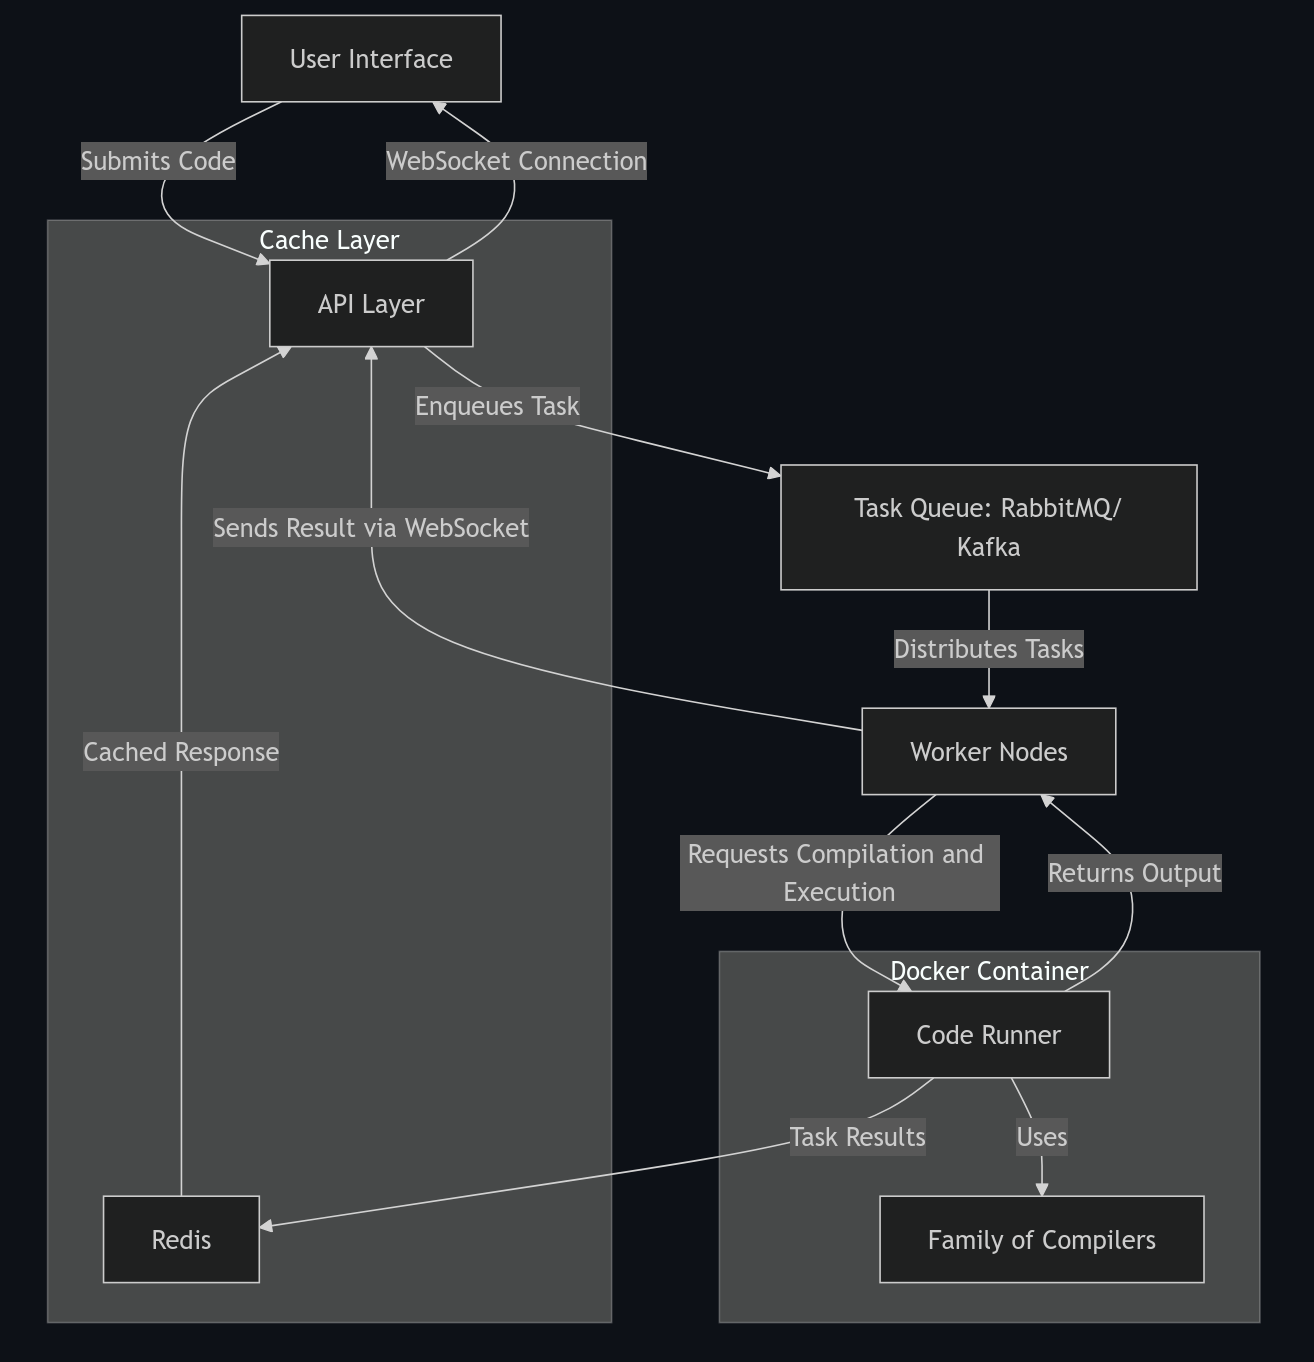 User Interface
Submits Code
WebSocket Connection
Cache Layer
API Layer
Enqueues Task
Task Queue: RabbitMQ/
Kafka
Sends Result via WebSocket
Distributes Tasks
Cached Response
Worker Nodes
Requests Compilation and
Execution
Returns Output
Docker Container
Code Runner
Task Results
Uses
Redis
Family of Compilers